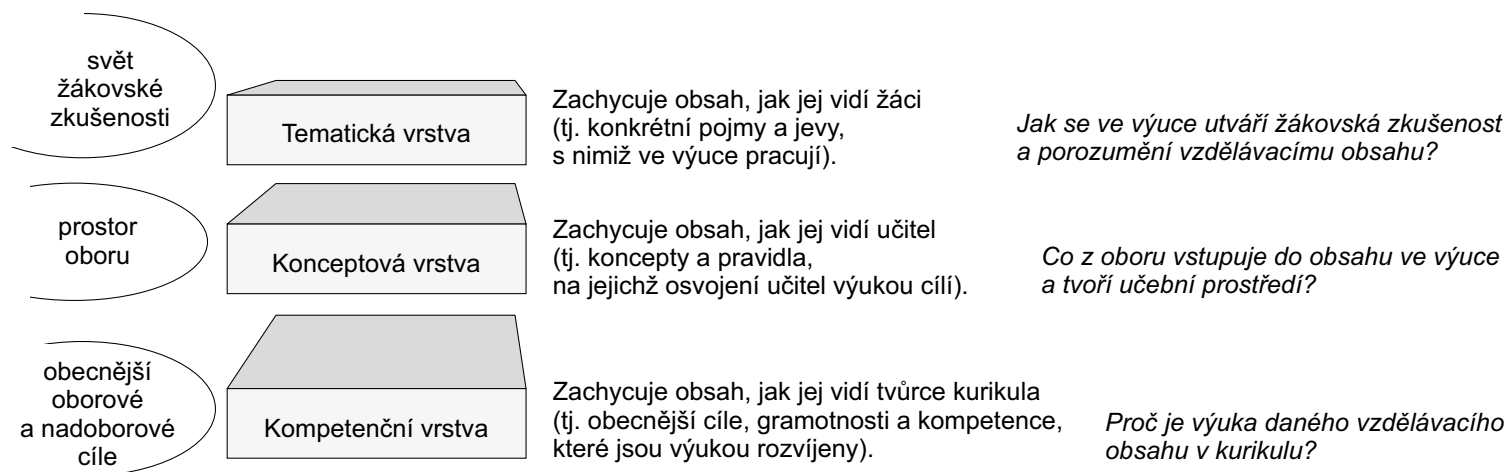 svět
žákovské
zkušenosti
Tematická vrstva
Zachycuje obsah, jak jej vidí žáci
(tj. konkrétní pojmy a jevy,
s nimiž ve výuce pracují).
Jak se ve výuce utváří žákovská zkušenost
a porozumění vzdělávacímu obsahu?
prostor
oboru
Konceptová vrstva
Zachycuje obsah, jak jej vidí učitel
(tj. koncepty a pravidla,
na jejichž osvojení učitel výukou cílí).
Co z oboru vstupuje do obsahu ve výuce
a tvoří učební prostředí?
obecnější
oborové
a nadoborové
cíle
Kompetenční vrstva
Zachycuje obsah, jak jej vidí tvůrce kurikula
(tj. obecnější cíle, gramotnosti a kompetence,
které jsou výukou rozvíjeny).
Proč je výuka daného vzdělávacího
obsahu v kurikulu?